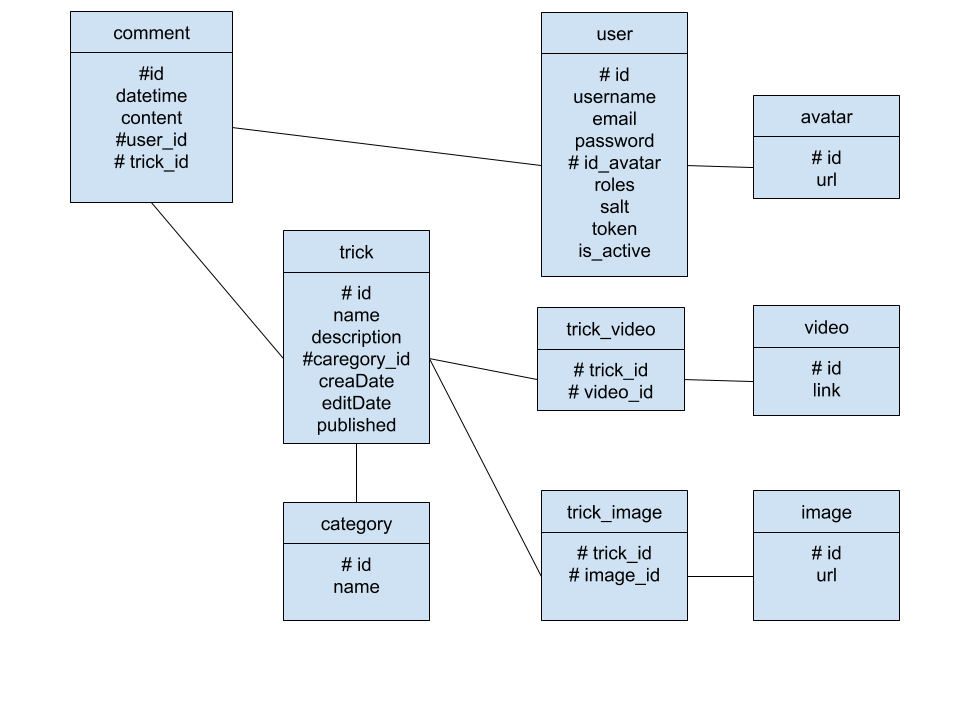 comment
#id
datetime
content
#user_id
# trick_id
user
# id
username
email
password
# id_avatar
roles
salt
token
is_active
avatar
# id
url
trick
# id
name
description
#caregory_id
creaDate
editDate
published
trick_video
# trick_id
# video_id
video
# id
link
category
# id
name
trick_image
# trick_id
# image_id
image
# id
url